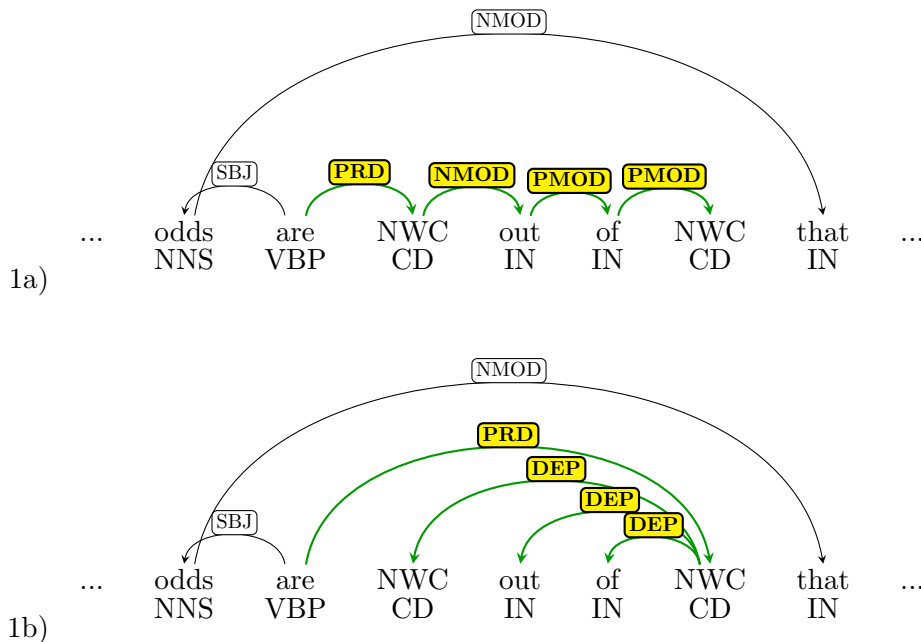 NMOD
SBJ PRD NMOD PMOD PMOD
... odds are NWC out of NWC that ...
NNS VBP CD IN IN CD IN
1a)
NMOD
PRD
DEP
DEP
SBJ DEP
... odds are NWC out of NWC that ...
NNS VBP CD IN IN CD IN
1b)